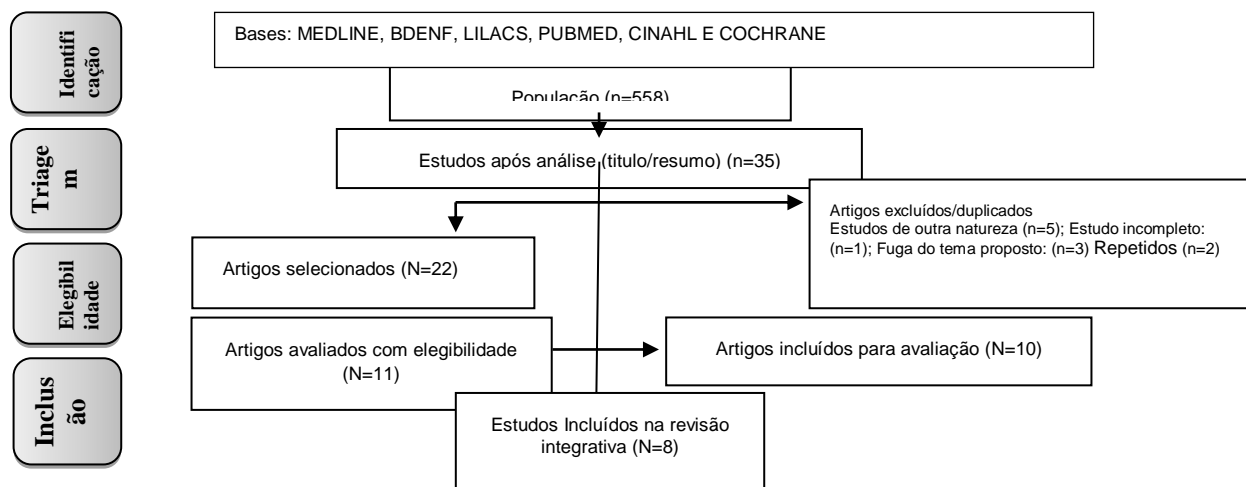 Identifi
cação
Bases: MEDLINE, BDENF, LILACS, PUBMED, CINAHL E COCHRANE
População (n=558)
Triage
m
Estudos após análise (titulo/resumo) (n=35)
Artigos excluídos/duplicados
Estudos de outra natureza (n=5); Estudo incompleto:
(n=1); Fuga do tema proposto: (n=3) Repetidos (n=2)
Artigos selecionados (N=22)
Elegibil
idade
Artigos avaliados com elegibilidade
(N=11)
Artigos incluídos para avaliação (N=10)
Inclus
ão
Estudos Incluídos na revisão
integrativa (N=8)